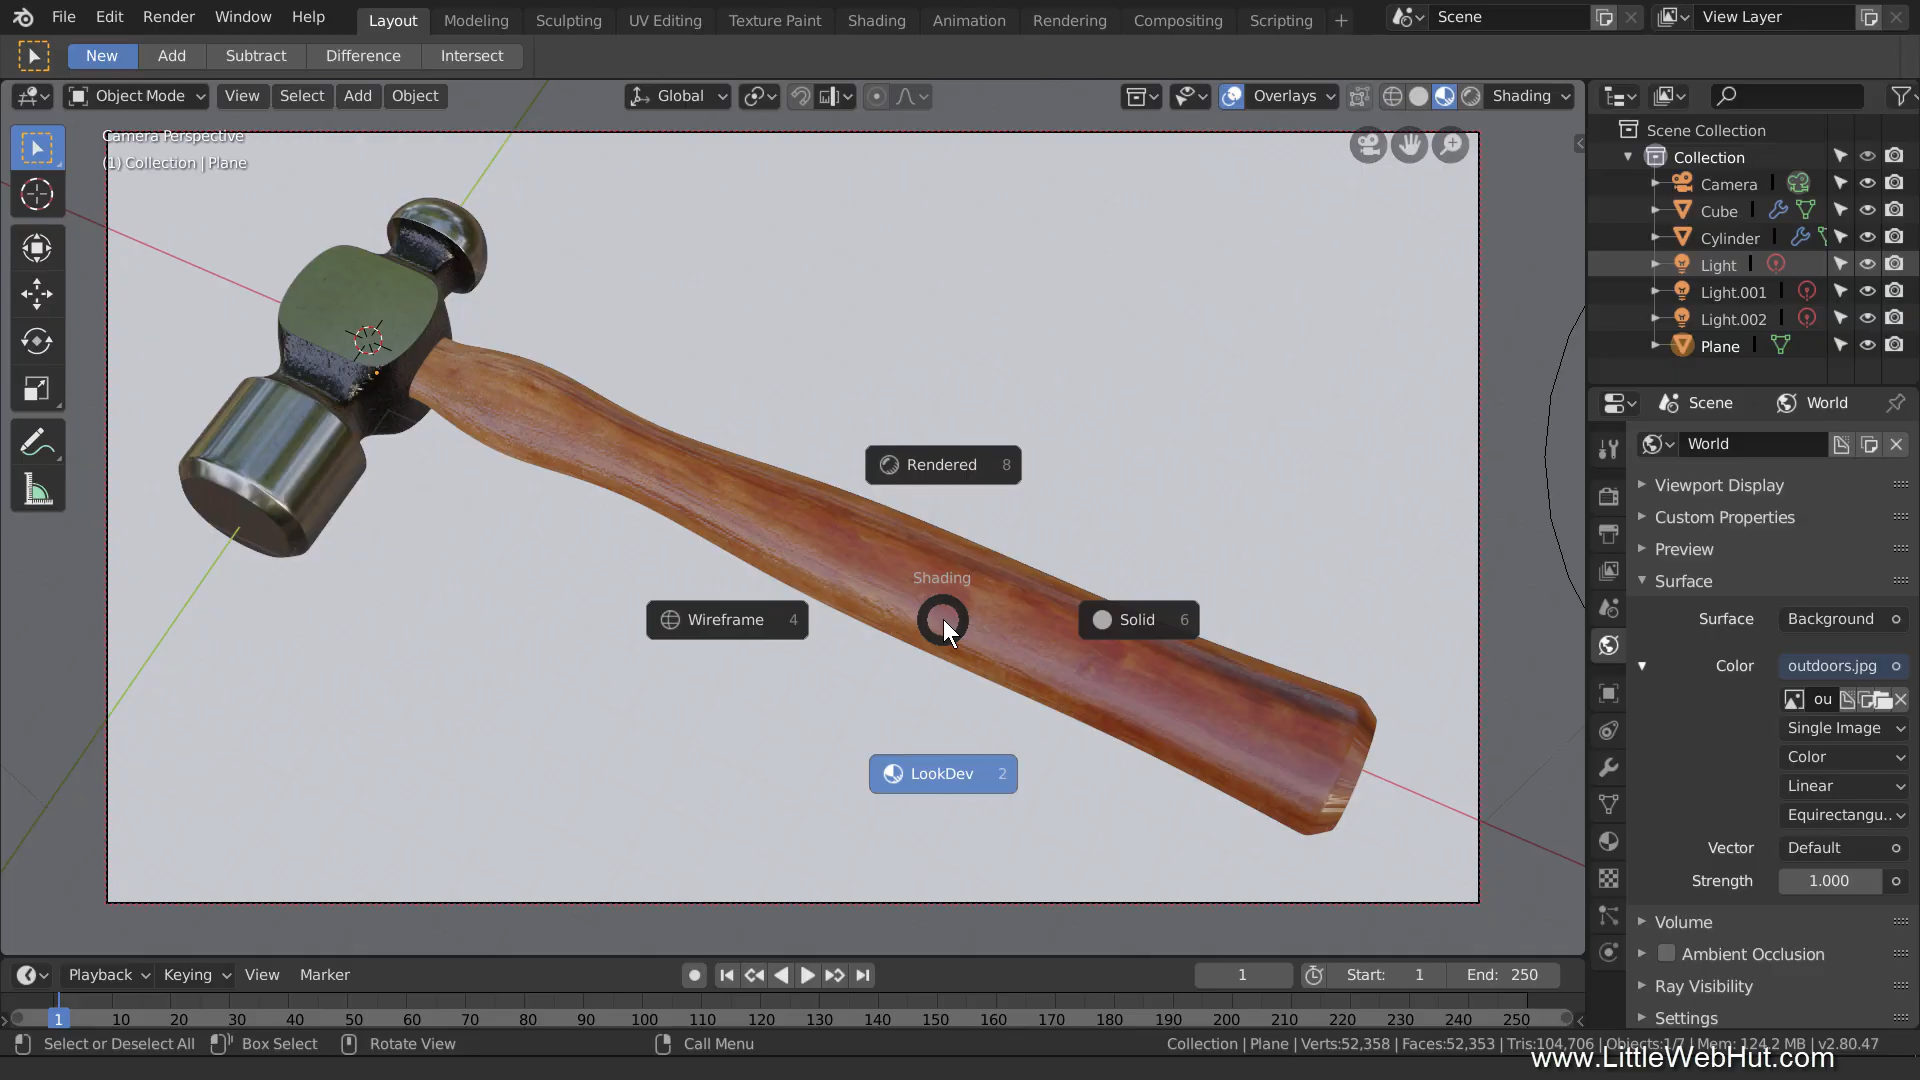 File Edit Render Window Help Layout Modeling Sculpting UV Editing Texture Paint Shading Animation Rendering Compositing Scripting + Scene View Layer
New Add Subtract Difference Intersect
Object Mode View Select Add Object Global Overlays Shading
Camera Perspective
(1) Collection | Plane
Rendered 8
Shading
Wireframe 4
Solid 6
LookDev 2
Scene Collection
Collection
Camera
Cube
Cylinder
Light
Light.001
Light.002
Plane
Scene World
World
Viewport Display
Custom Properties
Preview
Surface
Surface Background
Color outdoors.jpg
ou
Single Image
Color
Linear
Equirectangu..
Vector Default
Strength 1.000
Volume
Ambient Occlusion
Ray Visibility
Settings
Playback Keying View Marker 1 Start: 1 End: 250
1 10 20 30 40 50 60 70 80 90 100 110 120 130 140 150 160 170 180 190 200 210 220 230 240 250
Select or Deselect All Box Select Rotate View Call Menu Collection | Plane | Verts:52,358 | Faces:52,353 | Tris:104,706 | Objects:1/7 | Mem: 124.2 MB | v2.80.47
www.LittleWebHut.com